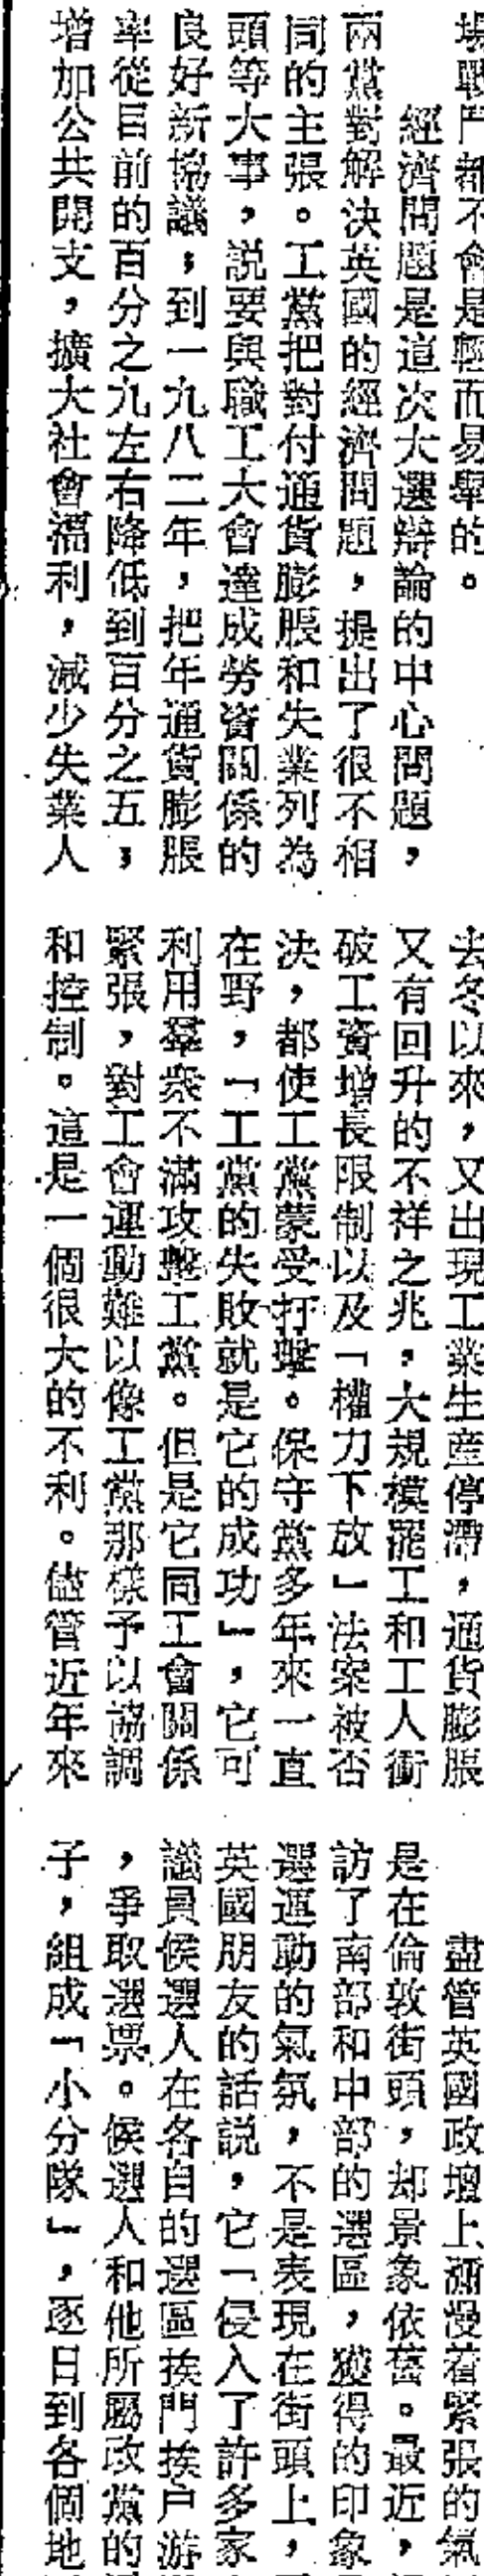 場戰鬥都不會是輕而易舉的。
經濟問題是這次大選辯論的中心問題，
兩黨對解決英國的經濟問題，提出了很不相
同的主張。工黨把對付通貨膨脹和失業列為
頭等大事，説要與職工大會達成勞資關係的
良好新協議，到一九八二年，把年通貨膨脹
率從目前的百分之九左右降低到百分之五，
增加公共開支，擴大社會福利，減少失業人
去冬以來，又出現工業生産停滯，通貨膨脹
又有回升的不祥之兆，大規模罷工和工人衝
破工資增長限制以及「權力下放」法案被否
決，都使工黨蒙受打擊。保守黨多年來一直
在野，「工黨的失敗就是它的成功」，它可
利用羣衆不滿攻擊工黨。但是它同工會關係
緊張，對工會運動難以像工黨那樣予以協調
和控制。這是一個很大的不利。儘管近年來
盡管英國政壇上瀰漫着緊張的氣
是在倫敦街頭，却景象依舊。最近，
訪了南部和中部的選區，獲得的印象
選運動的氣氛，不是表現在街頭上，
英國朋友的話説，它「侵入了許多家
議員候選人在各自的選區挨門挨户游
，爭取選票。候選人和他所屬政黨的
子，組成「小分隊」，逐日到各個地